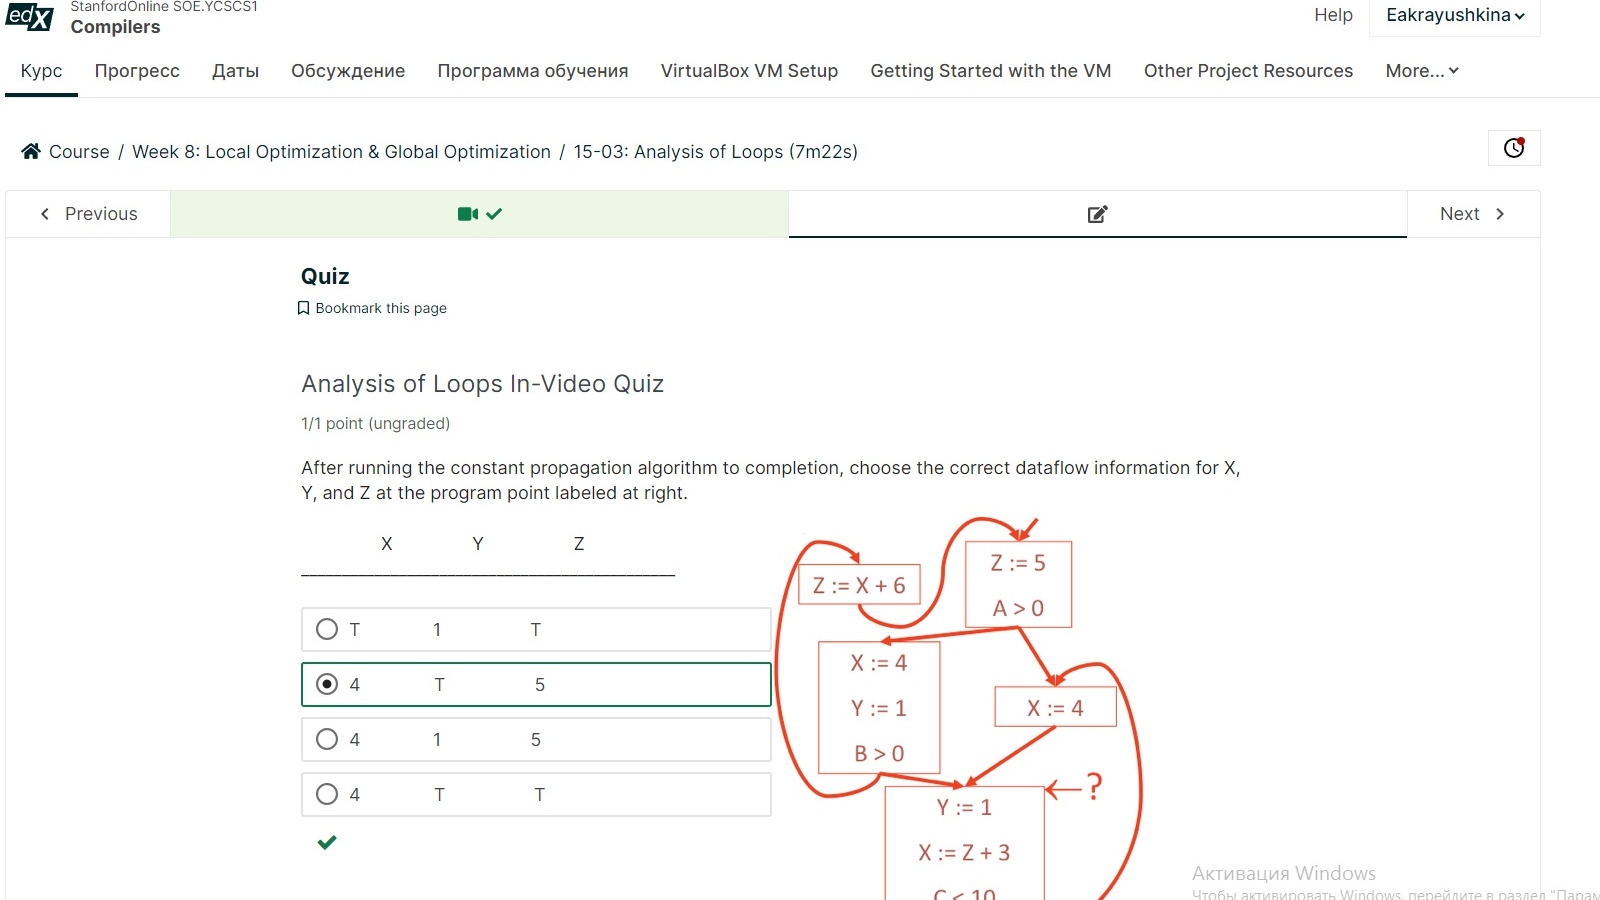 edX
StanfordOnline SOE.YCSCS1
Compilers
Help
Eakrayushkina
Курс
Прогресс
Даты
Обсуждение
Программа обучения
VirtualBox VM Setup
Getting Started with the VM
Other Project Resources
More...
Course / Week 8: Local Optimization & Global Optimization / 15-03: Analysis of Loops (7m22s)
Previous
Next
Quiz
Bookmark this page
Analysis of Loops In-Video Quiz
1/1 point (ungraded)
After running the constant propagation algorithm to completion, choose the correct dataflow information for X,
Y, and Z at the program point labeled at right.
X Y Z
T 1 T
4 T 5
4 1 5
4 T T
Z := X + 6
Z := 5
A > 0
X := 4
Y := 1
B > 0
X := 4
?
Y := 1
X := Z + 3
C < 10
Активация Windows
Чтобы активировать Windows, перейдите в раздел "Парам